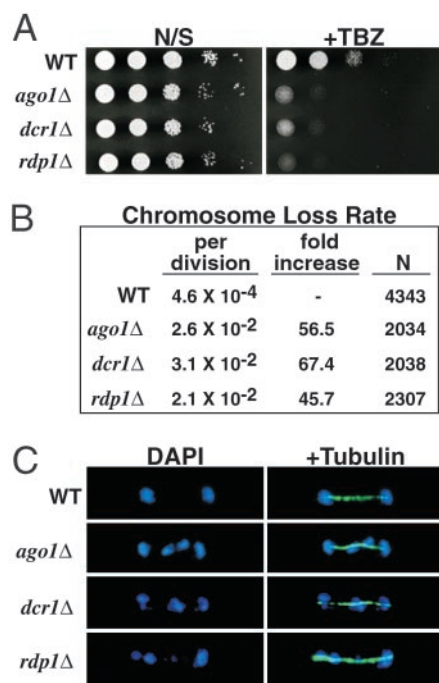 A
N/S +TBZ
WT
ago1Δ
dcr1Δ
rdp1Δ
B
Chromosome Loss Rate
per division fold increase N
WT 4.6 X 10-4 - 4343
ago1Δ 2.6 X 10-2 56.5 2034
dcr1Δ 3.1 X 10-2 67.4 2038
rdp1Δ 2.1 X 10-2 45.7 2307
C
DAPI +Tubulin
WT
ago1Δ
dcr1Δ
rdp1Δ